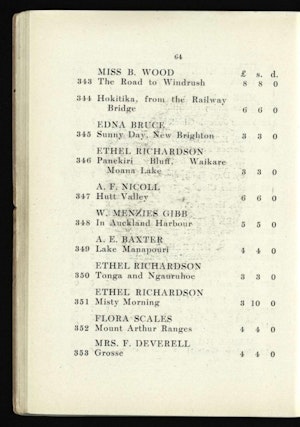 64
MISS B. WOOD £ s. d.
343 The Road to Windrush 8 8 0
344 Hokitika, from the Railway
Bridge 6 6 0
EDNA BRUCE
345 Sunny Day, New Brighton 3 3 0
ETHEL RICHARDSON
346 Panekiri Bluff, Waikare
Moana Lake 3 3 0
A. F. NICOLL
347 Hutt Valley 6 6 0
W. MENZIES GIBB
348 In Auckland Harbour 5 5 0
A. E. BAXTER
349 Lake Manapouri 4 4 0
ETHEL RICHARDSON
350 Tonga and Ngauruhoe 3 3 0
ETHEL RICHARDSON
351 Misty Morning 3 10 0
FLORA SCALES
352 Mount Arthur Ranges 4 4 0
MRS. F. DEVERELL
353 Grosse 4 4 0